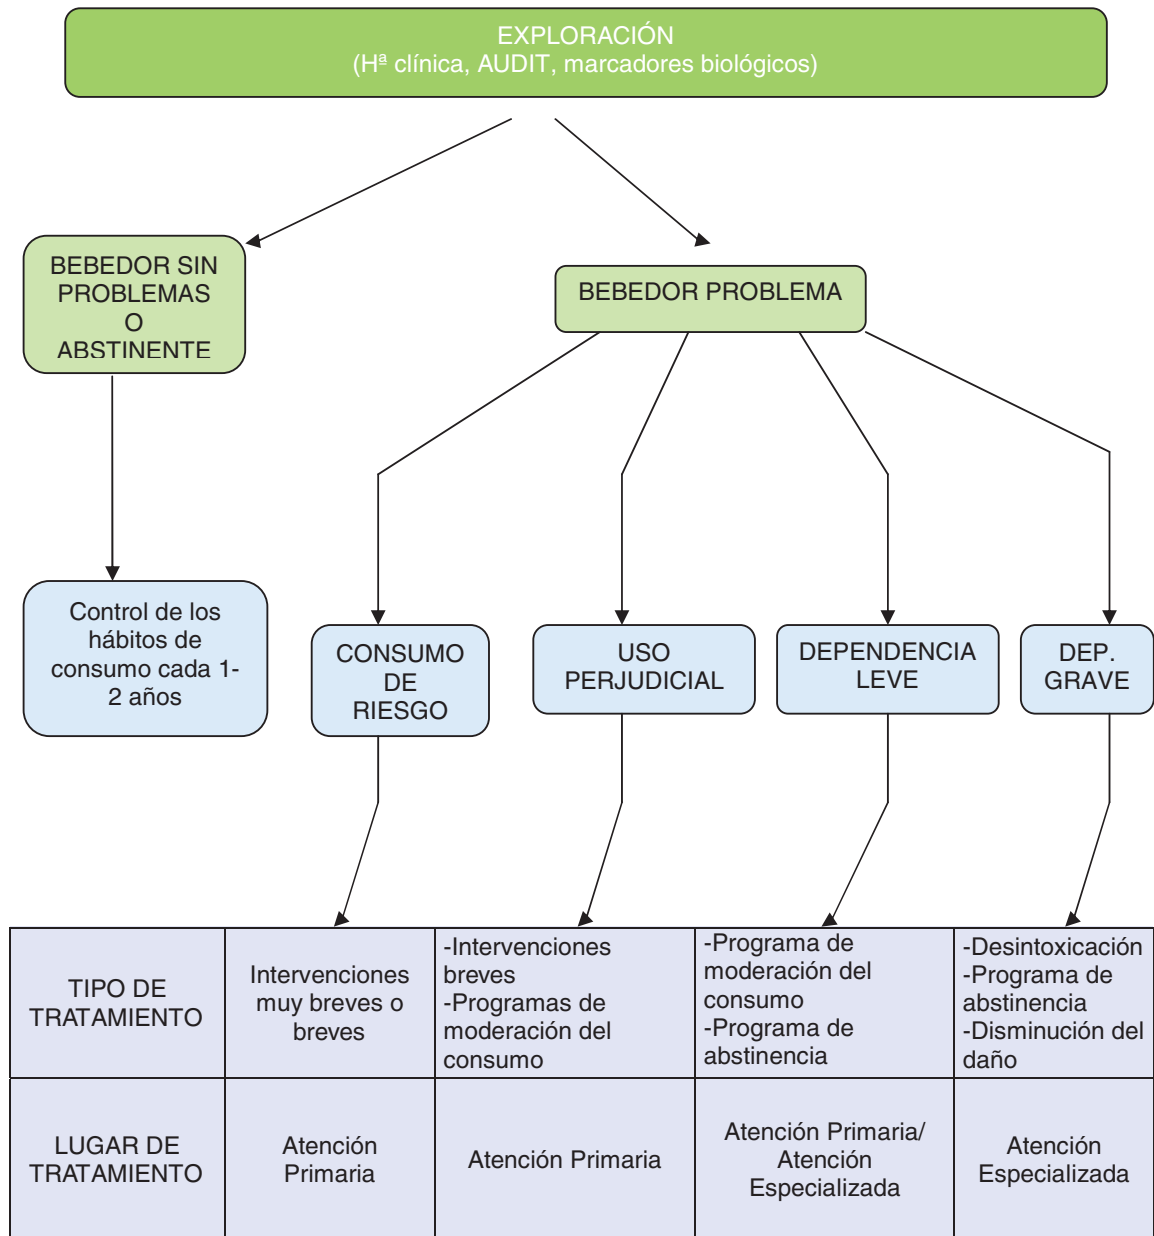 EXPLORACIÓN
(Hª clínica, AUDIT, marcadores biológicos)
BEBEDOR SIN
PROBLEMAS
O
ABSTINENTE
BEBEDOR PROBLEMA
Control de los
hábitos de
consumo cada 1-
2 años
CONSUMO
DE
RIESGO
USO
PERJUDICIAL
DEPENDENCIA
LEVE
DEP.
GRAVE
TIPO DE
TRATAMIENTO
Intervenciones
muy breves o
breves
-Intervenciones
breves
-Programas de
moderación del
consumo
-Programa de
moderación del
consumo
-Programa de
abstinencia
-Desintoxicación
-Programa de
abstinencia
-Disminución del
daño
LUGAR DE
TRATAMIENTO
Atención
Primaria
Atención Primaria
Atención Primaria/
Atención
Especializada
Atención
Especializada